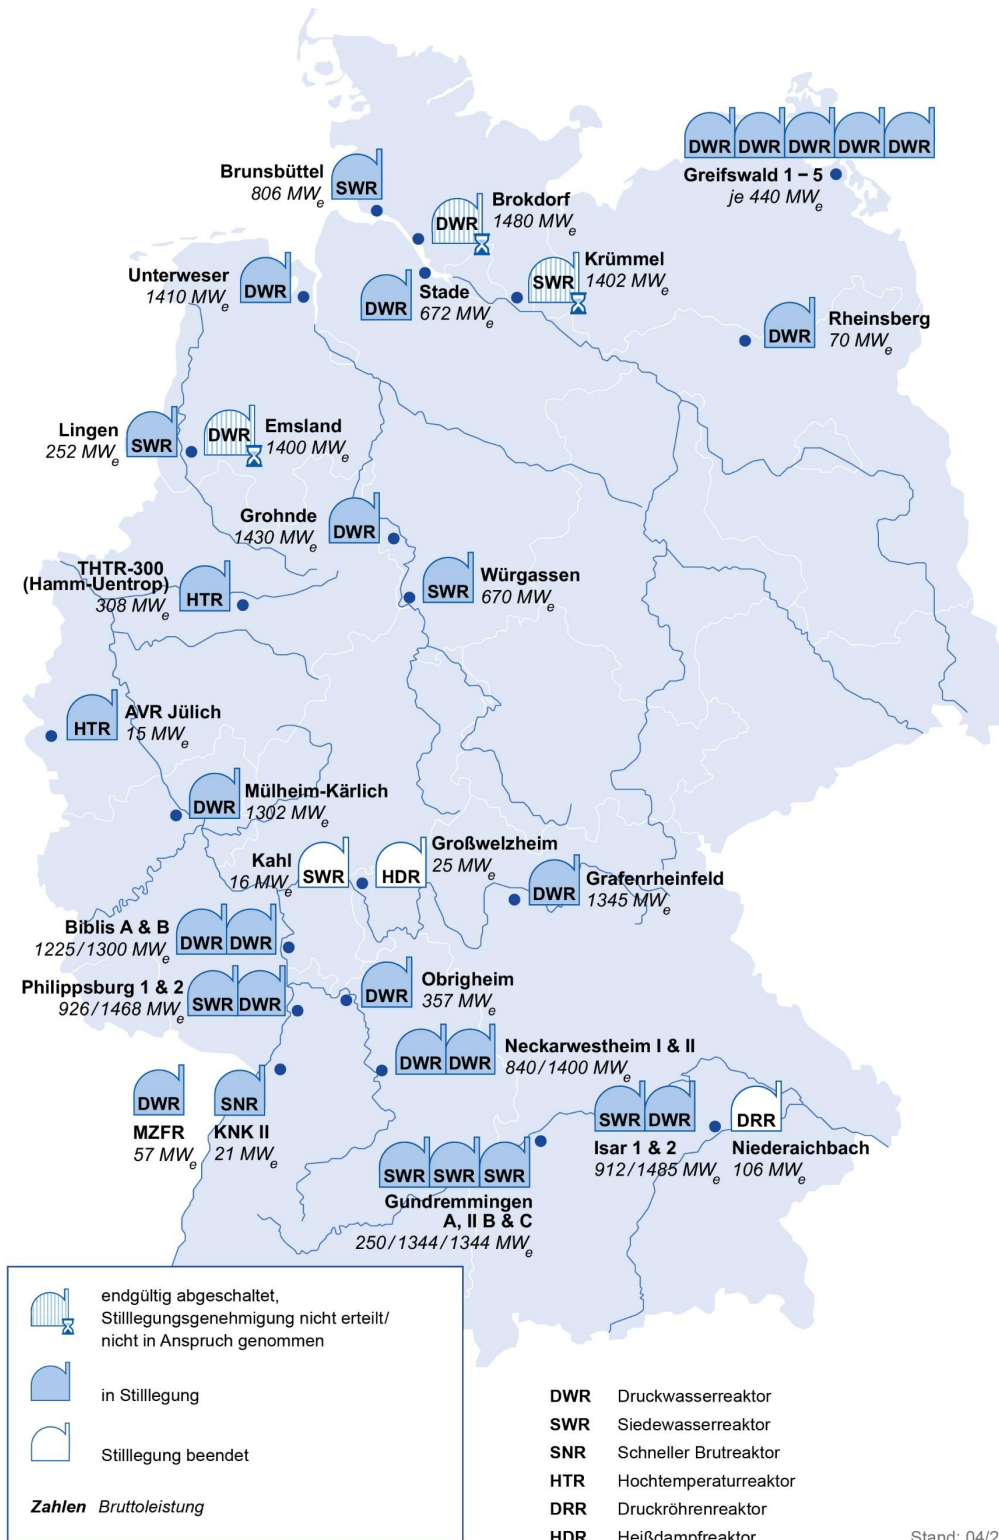 DWR DWR DWR DWR DWR
Greifswald 1 – 5
je 440 MWe
Brunsbüttel
806 MWe
SWR
DWR
Brokdorf
1480 MWe
Unterweser
1410 MWe
DWR
DWR
Stade
672 MWe
SWR
Krümmel
1402 MWe
DWR
Rheinsberg
70 MWe
Lingen
252 MWe
SWR
DWR
Emsland
1400 MWe
Grohnde
1430 MWe
DWR
THTR-300
(Hamm-Uentrop)
308 MWe
HTR
SWR
Würgassen
670 MWe
HTR
AVR Jülich
15 MWe
DWR
Mülheim-Kärlich
1302 MWe
Kahl
16 MWe
SWR
HDR
Großwelzheim
25 MWe
DWR
Grafenrheinfeld
1345 MWe
Biblis A & B
1225/1300 MWe
DWR DWR
Philippsburg 1 & 2
926/1468 MWe
SWR DWR
DWR
Obrigheim
357 MWe
DWR DWR
Neckarwestheim I & II
840/1400 MWe
DWR
MZFR
57 MWe
SNR
KNK II
21 MWe
SWR DWR
Isar 1 & 2
912/1485 MWe
DRR
Niederaichbach
106 MWe
SWR SWR SWR
Gundremmingen
A, II B & C
250/1344/1344 MWe
endgültig abgeschaltet,
Stilllegungsgenehmigung nicht erteilt/
nicht in Anspruch genommen
in Stilllegung
Stilllegung beendet
Zahlen Bruttoleistung
DWR Druckwasserreaktor
SWR Siedewasserreaktor
SNR Schneller Brutreaktor
HTR Hochtemperaturreaktor
DRR Druckröhrenreaktor
HDR Heißdampfreaktor
Stand: 04/2